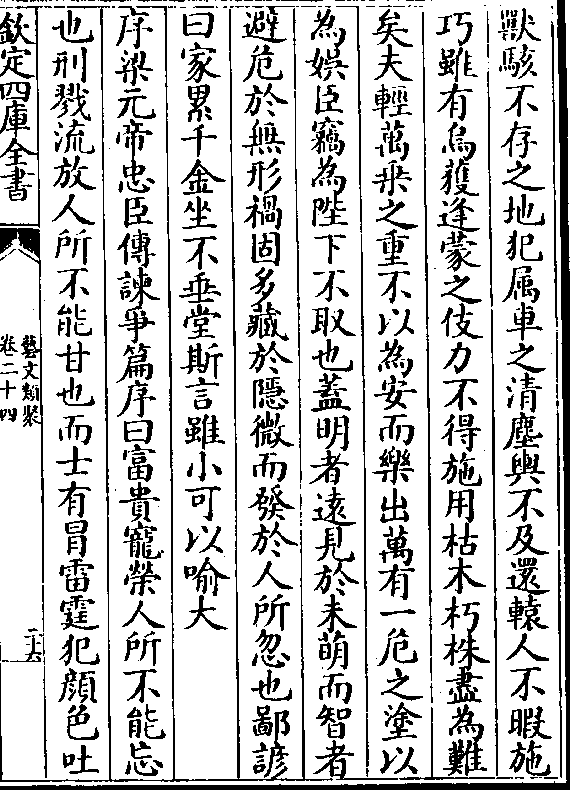 獸駭不存之地犯属車之清塵輿不及還轅人不暇施
巧雖有烏獲逢蒙之伎力不得施用枯木朽株盡為難
矣夫輕萬乗之重不以為安而樂出萬有一危之塗以
為娯臣竊為陛下不取也蓋明者逺見於未萌而智者
避危於無形禍固多藏於隱微而發於人所忽也鄙諺
曰家累千金坐不垂堂斯言雖小可以喻大
序梁元帝忠臣傳諫爭篇序曰富貴寵榮人所不能忘
也刑戮流放人所不能甘也而士有冒雷霆犯顔色吐
欽定四庫全書
藝文類聚
卷二十四
二十六